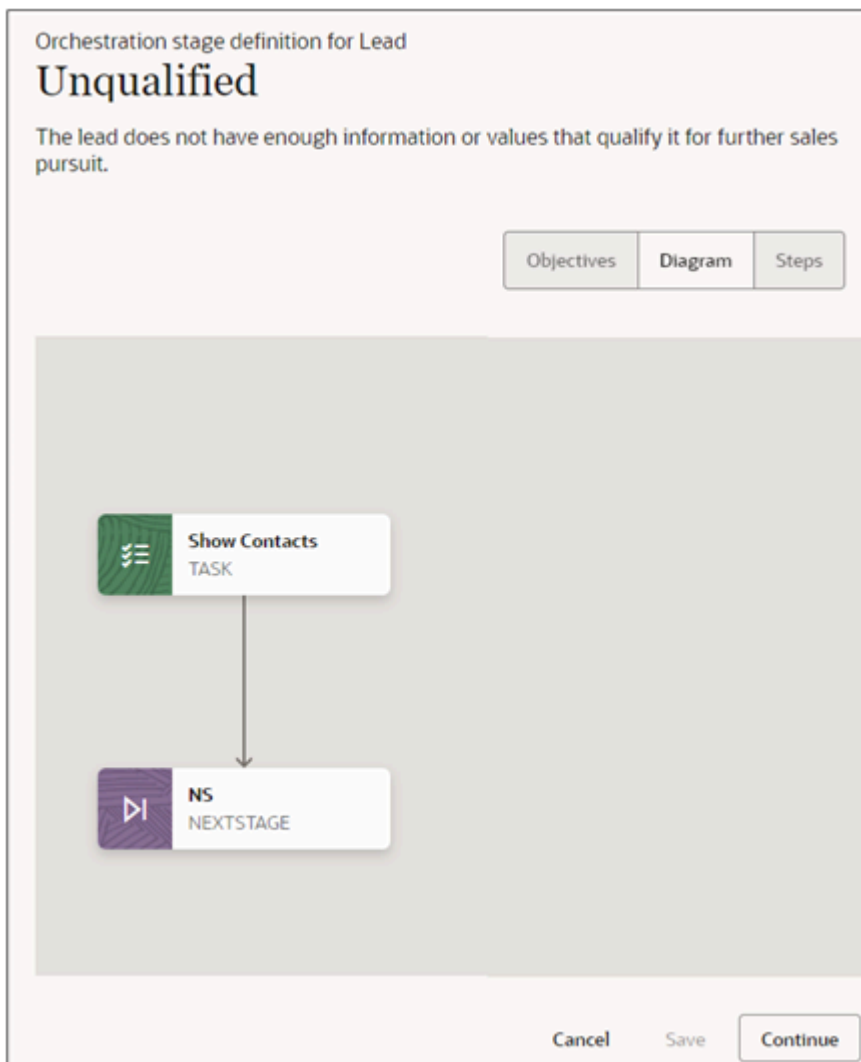 Orchestration stage definition for Lead
Unqualified
The lead does not have enough information or values that qualify it for further sales
pursuit.
Objectives
Diagram
Steps
Show Contacts
TASK
NS
NEXTSTAGE
Cancel
Save
Continue